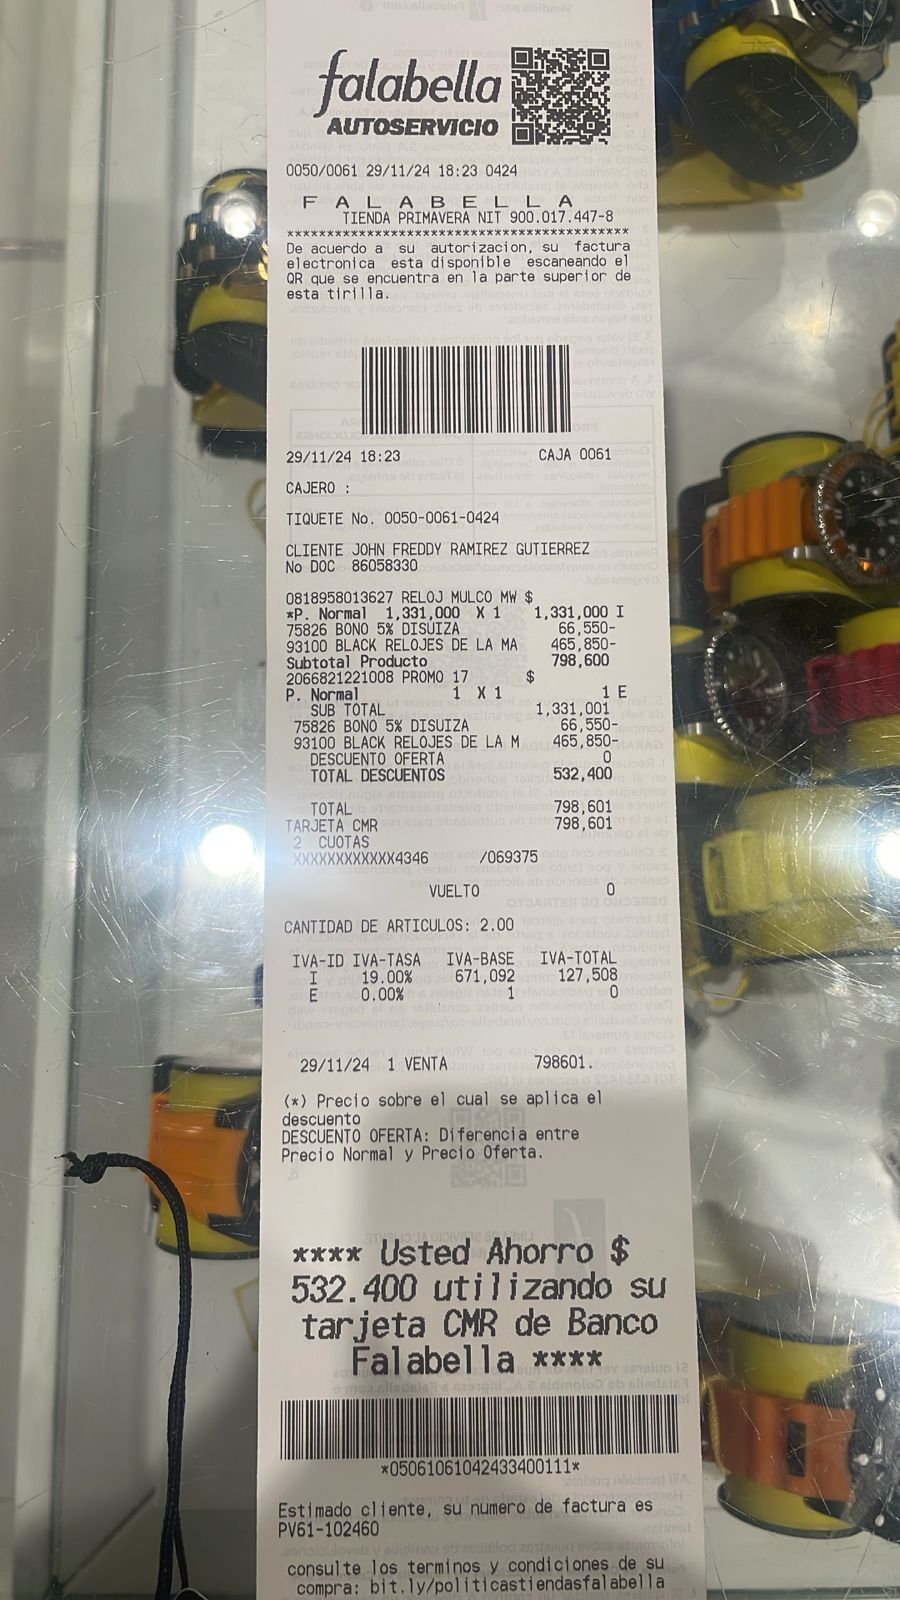 falabella
AUTOSERVICIO
0050/0061 29/11/24 18:23 0424
F A L A B E L L A
TIENDA PRIMAVERA NIT 900.017.447-8
******************************************
De acuerdo a su autorizacion, su factura
electronica esta disponible escaneando el
QR que se encuentra en la parte superior de
esta tirilla.
29/11/24 18:23 CAJA 0061
CAJERO :
TIQUETE No. 0050-0061-0424
CLIENTE JOHN FREDDY RAMIREZ GUTIERREZ
No DOC 86058330
0818958013627 RELOJ MULCO MW $
*P. Normal 1,331,000 X 1 1,331,000 I
75826 BONO 5% DISUIZA 66,550-
93100 BLACK RELOJES DE LA MA 465,850-
Subtotal Producto 798,600
2066821221008 PROMO 17 $
P. Normal 1 X 1 1 E
SUB TOTAL 1,331,001
75826 BONO 5% DISUIZA 66,550-
93100 BLACK RELOJES DE LA M 465,850-
DESCUENTO OFERTA 0
TOTAL DESCUENTOS 532,400
TOTAL 798,601
TARJETA CMR 798,601
2 CUOTAS
XXXXXXXXXXXX4346 /069375
VUELTO 0
CANTIDAD DE ARTICULOS: 2.00
IVA-ID IVA-TASA IVA-BASE IVA-TOTAL
I 19.00% 671,092 127,508
E 0.00% 1 0
29/11/24 1 VENTA 798601.
(*) Precio sobre el cual se aplica el
descuento
DESCUENTO OFERTA: Diferencia entre
Precio Normal y Precio Oferta.
**** Usted Ahorro $
532.400 utilizando su
tarjeta CMR de Banco
Falabella ****
*05061061042433400111*
Estimado cliente, su numero de factura es
PV61-102460
consulte los terminos y condiciones de su
compra: bit.ly/politicastiendasfalabella